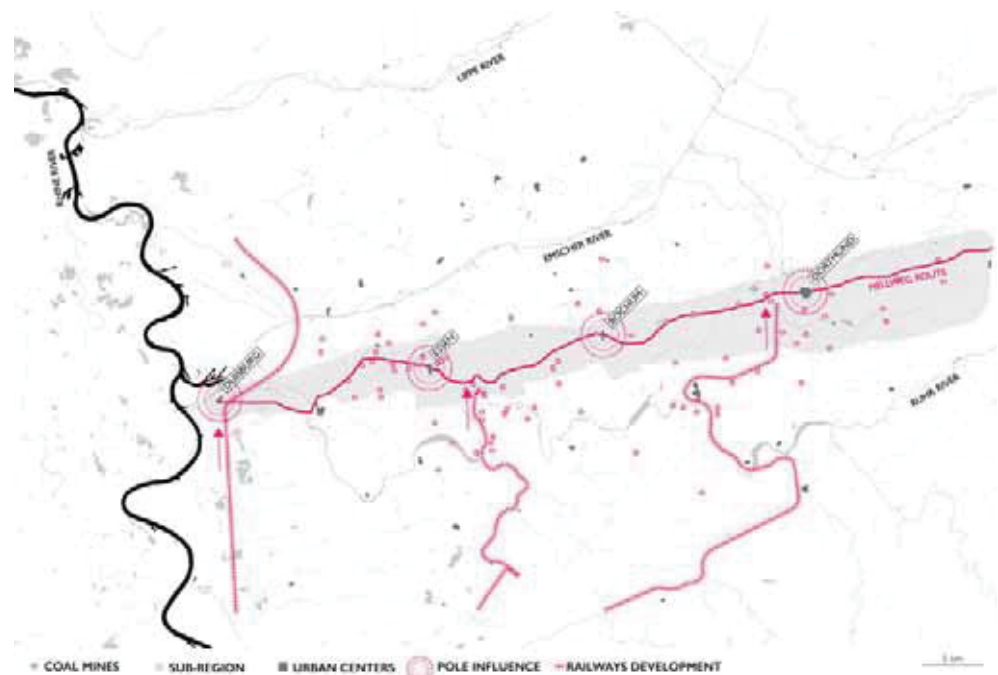 LIPPE RIVER
RHINE RIVER
EMSCHER RIVER
DORTMUND
HELLWEG ROUTE
BOCHUM
ESSEN
DUISBURG
RUHR RIVER
COAL MINES
SUB-REGION
URBAN CENTERS
POLE INFLUENCE
RAILWAYS DEVELOPMENT
5 km